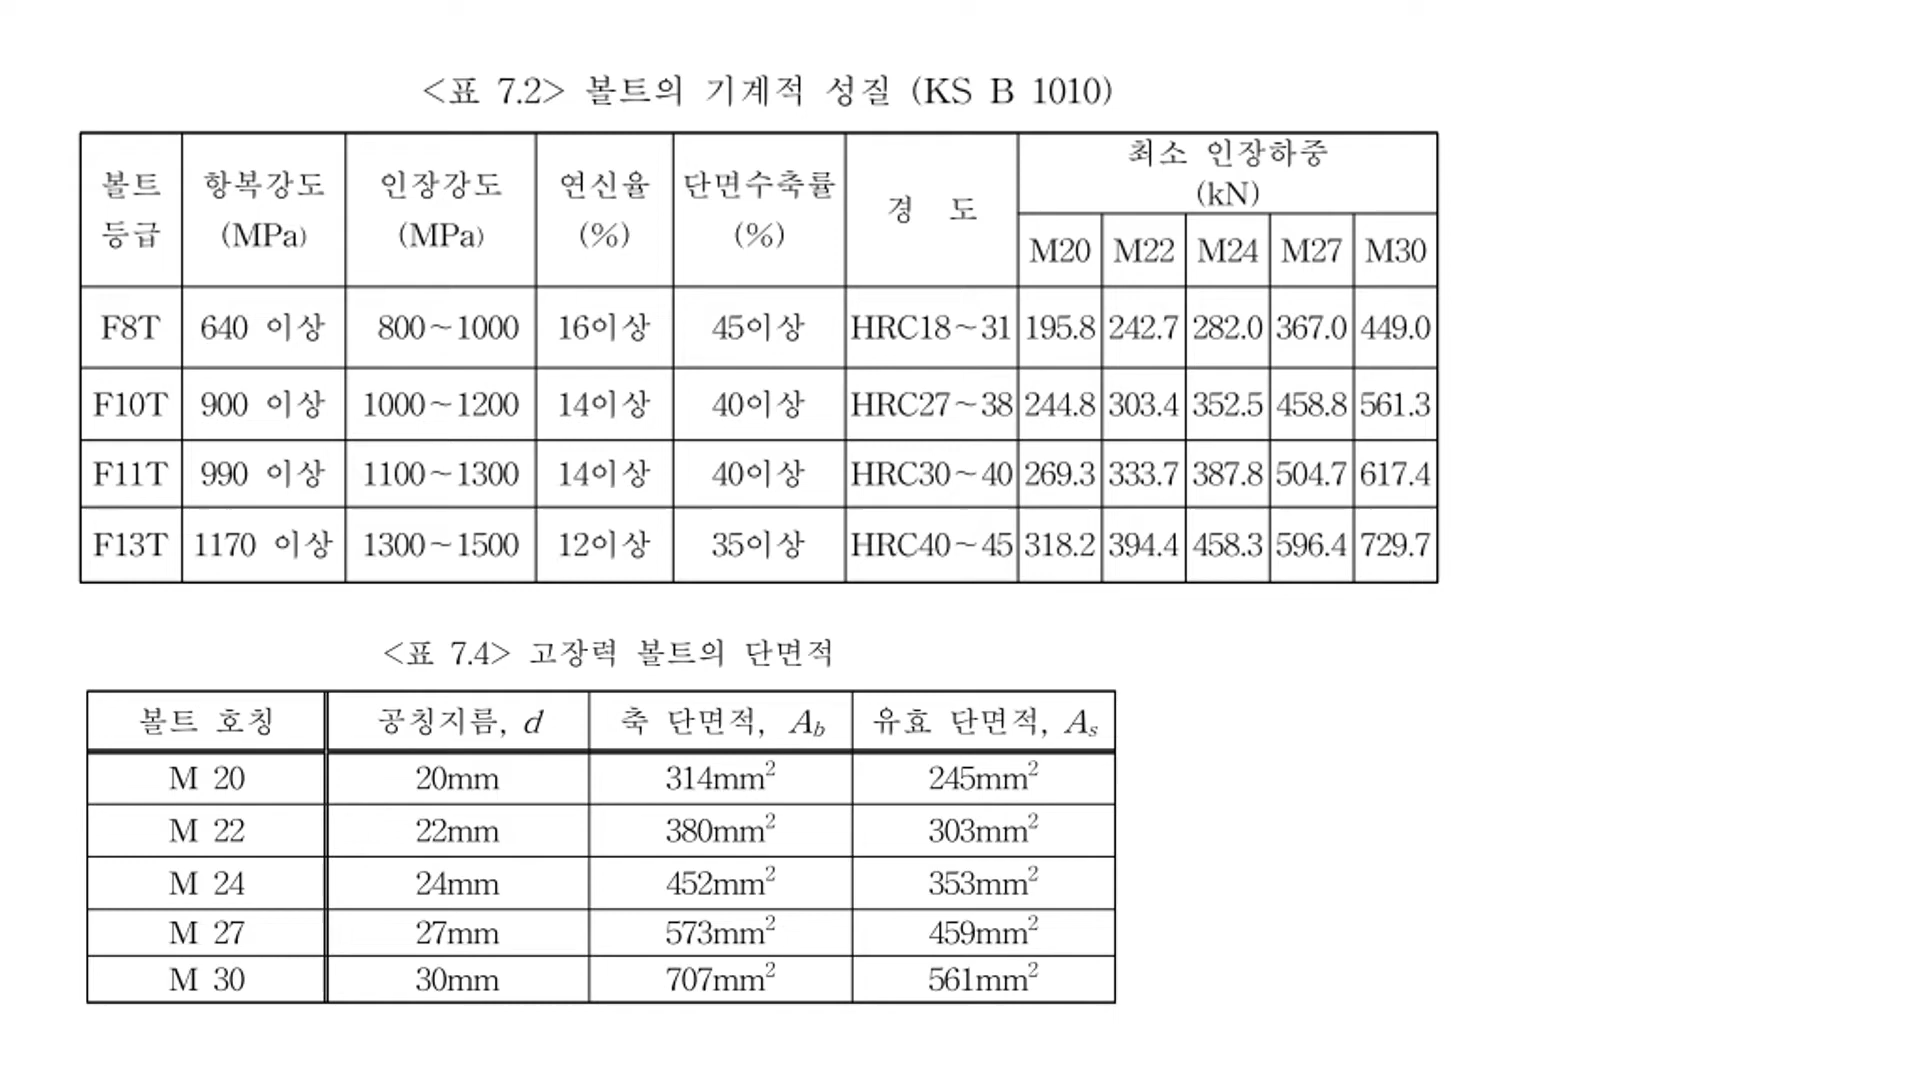 <표 7.2> 볼트의 기계적 성질 (KS B 1010)
볼트 등급 항복강도 (MPa) 인장강도 (MPa) 연신율 (%) 단면수축률 (%) 경 도 최소 인장하중 (kN)
M20 M22 M24 M27 M30
F8T 640 이상 800~1000 16이상 45이상 HRC18~31 195.8 242.7 282.0 367.0 449.0
F10T 900 이상 1000~1200 14이상 40이상 HRC27~38 244.8 303.4 352.5 458.8 561.3
F11T 990 이상 1100~1300 14이상 40이상 HRC30~40 269.3 333.7 387.8 504.7 617.4
F13T 1170 이상 1300~1500 12이상 35이상 HRC40~45 318.2 394.4 458.3 596.4 729.7
<표 7.4> 고장력 볼트의 단면적
볼트 호칭 공칭지름, d 축 단면적, A_b 유효 단면적, A_s
M 20 20mm 314mm² 245mm²
M 22 22mm 380mm² 303mm²
M 24 24mm 452mm² 353mm²
M 27 27mm 573mm² 459mm²
M 30 30mm 707mm² 561mm²